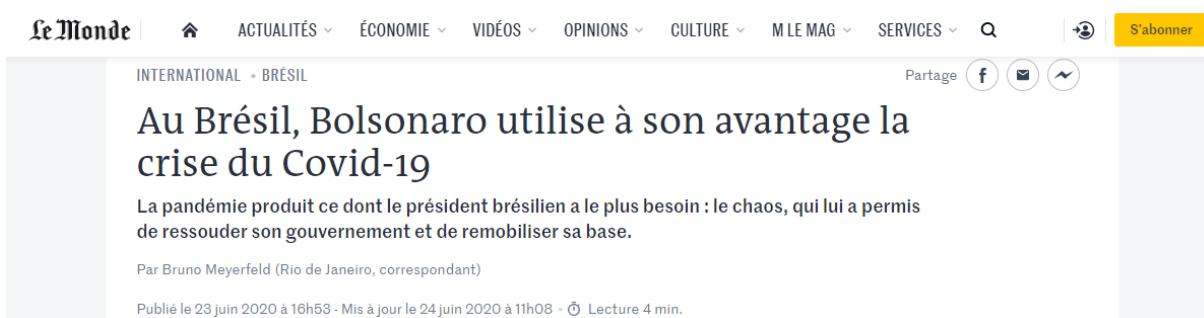 Le Monde ACTUALITÉS ÉCONOMIE VIDÉOS OPINIONS CULTURE M LE MAG SERVICES S'abonner
INTERNATIONAL • BRÉSIL Partage
Au Brésil, Bolsonaro utilise à son avantage la
crise du Covid-19
La pandémie produit ce dont le président brésilien a le plus besoin : le chaos, qui lui a permis
de ressouder son gouvernement et de remobiliser sa base.
Par Bruno Meyerfeld (Rio de Janeiro, correspondant)
Publié le 23 juin 2020 à 16h53 - Mis à jour le 24 juin 2020 à 11h08 • Lecture 4 min.